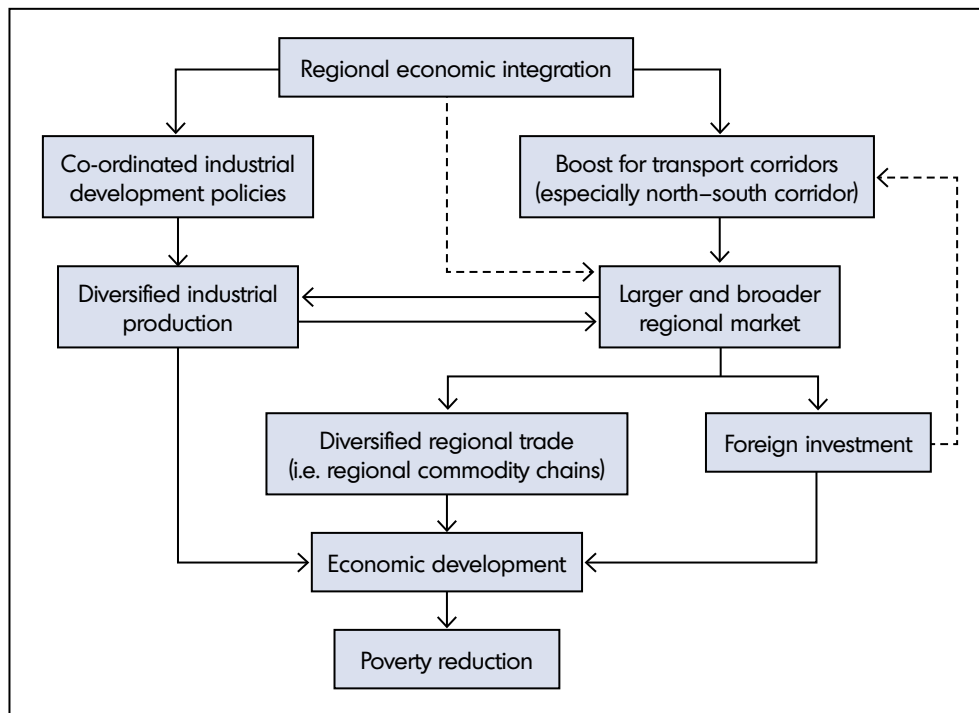 Regional economic integration
Co-ordinated industrial
development policies
Boost for transport corridors
(especially north–south corridor)
Diversified industrial
production
Larger and broader
regional market
Diversified regional trade
(i.e. regional commodity chains)
Foreign investment
Economic development
Poverty reduction